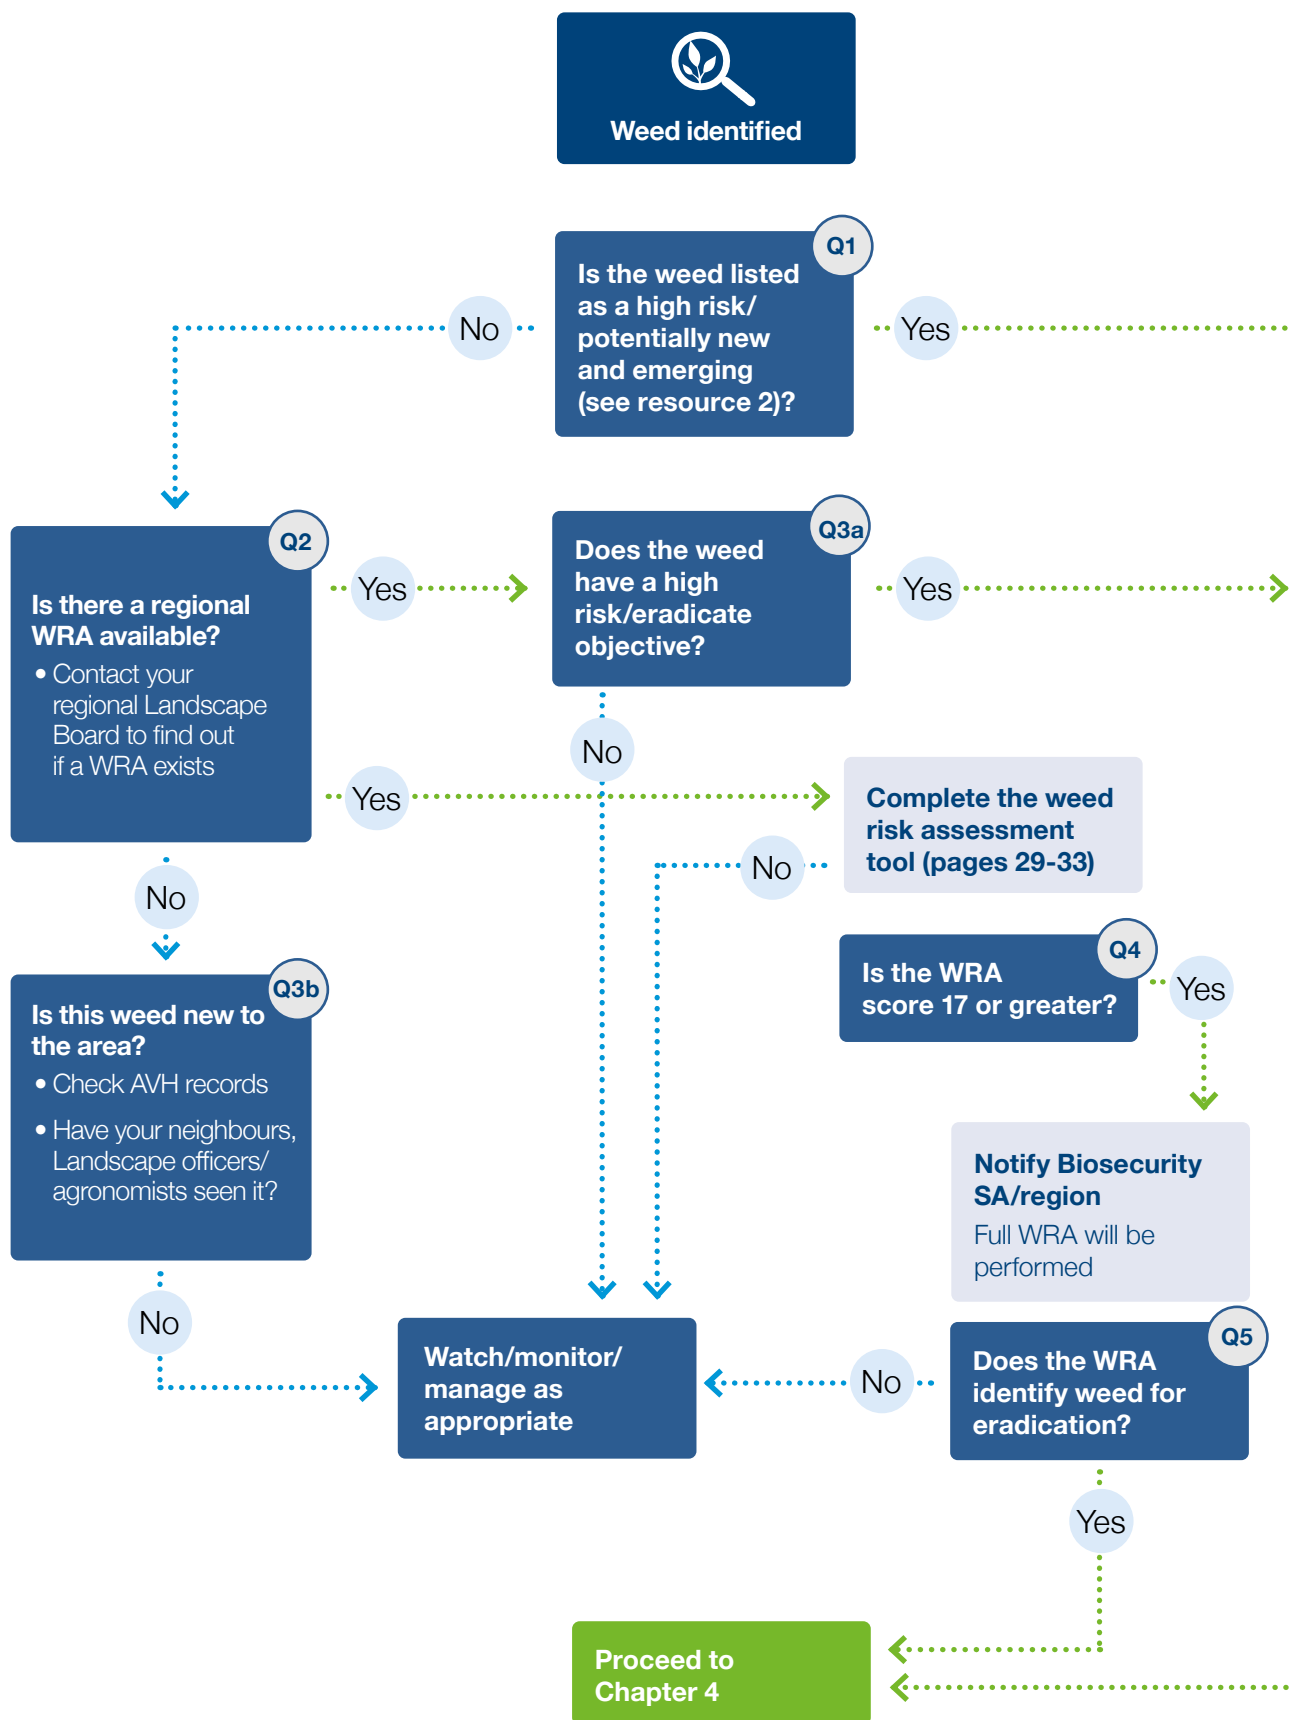 Weed identified
Q1
Is the weed listed
as a high risk/
potentially new
and emerging
(see resource 2)?
No
Yes
Q2
Is there a regional
WRA available?
• Contact your
regional Landscape
Board to find out
if a WRA exists
Yes
Q3a
Does the weed
have a high
risk/eradicate
objective?
Yes
No
Yes
Complete the weed
risk assessment
tool (pages 29-33)
No
No
Q4
Is the WRA
score 17 or greater?
Yes
Q3b
Is this weed new to
the area?
• Check AVH records
• Have your neighbours,
Landscape officers/
agronomists seen it?
Notify Biosecurity
SA/region
Full WRA will be
performed
No
Watch/monitor/
manage as
appropriate
No
Q5
Does the WRA
identify weed for
eradication?
Yes
Proceed to
Chapter 4